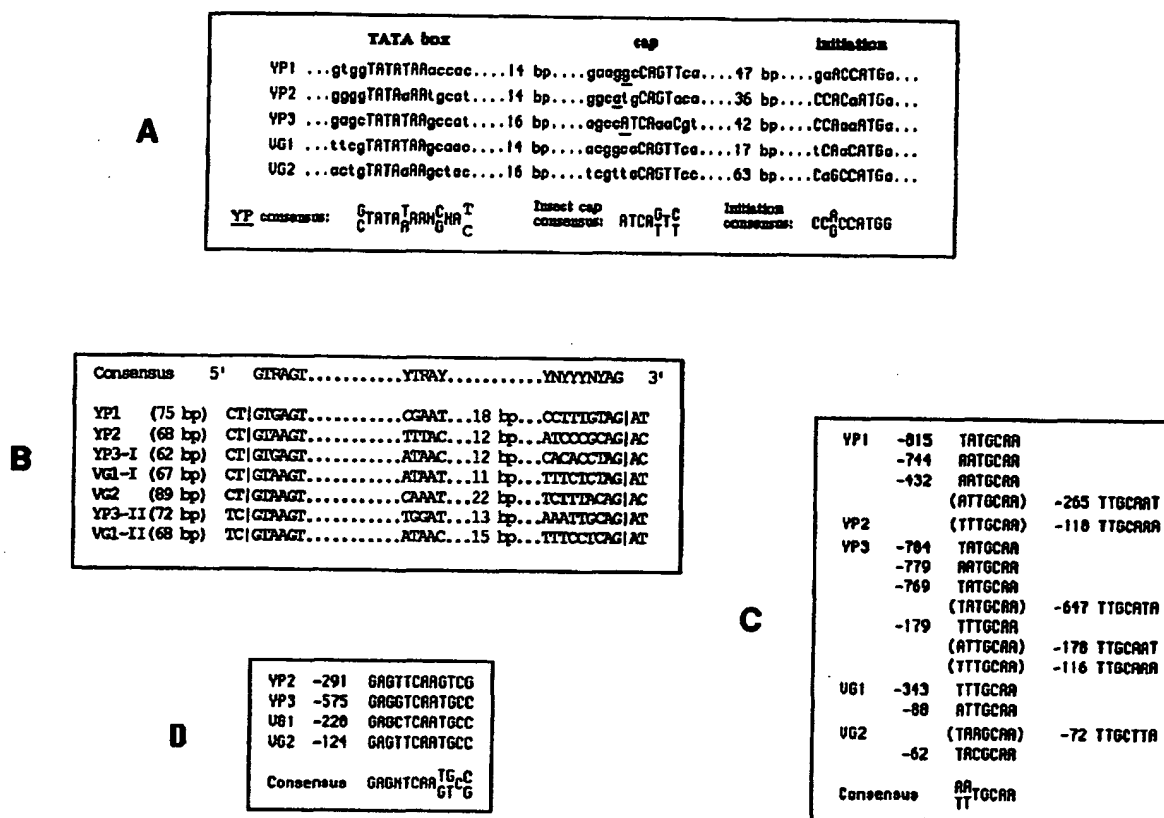 A
TATA box cap initiation
YP1 ...gtggTATATAAaccac....14 bp....gaaggcCAGTTca....47 bp....gaACCATGa...
YP2 ...ggggTATAaAAtgcat....14 bp....ggcatgCAGTaca....36 bp....CCACaATGa...
YP3 ...gagcTATATAAgccat....16 bp....agccATCAaaCgt....42 bp....CCAaaATGa...
VG1 ...ttcgTATATAAgcaac....14 bp....acggcaCAGTTca....17 bp....tCAaCATGa...
VG2 ...actgTATAaAAgctac....16 bp....tcgttaCAGTTcc....63 bp....CaGCCATGa...
G T C T Insect cap G C Initiation A
YP consensus: CTATAAAANGNAC consensus: ATCATTT consensus: CCGCCATGG
B
Consensus 5' GTRAGT...........YTRAY...........YNYYYNYAG 3'
YP1 (75 bp) CT|GTGAGT...........CGAAT...18 bp...CCTTTGTAG|AT
YP2 (68 bp) CT|GTAAGT...........TTTAC...12 bp...ATCCCGCAG|AC
YP3-I (62 bp) CT|GTGAGT...........ATAAC...12 bp...CACACCTAG|AC
VG1-I (67 bp) CT|GTAAGT...........ATAAT...11 bp...TTTCTCTAG|AT
VG2 (89 bp) CT|GTAAGT...........CAAAT...22 bp...TCTTTACAG|AC
YP3-II(72 bp) TC|GTAAGT...........TGGAT...13 bp...AAATTGCAG|AT
VG1-II(68 bp) TC|GTAAGT...........ATAAC...15 bp...TTTCCTCAG|AT
C
YP1 -815 TATGCAA
-744 AATGCAA
-432 AATGCAA
(ATTGCAA) -265 TTGCAAT
YP2 (TTTGCAA) -118 TTGCAAA
YP3 -784 TATGCAA
-779 AATGCAA
-769 TATGCAA
(TATGCAA) -647 TTGCATA
-179 TTTGCAA
(ATTGCAA) -178 TTGCAAT
(TTTGCAA) -116 TTGCAAA
VG1 -343 TTTGCAA
-88 ATTGCAA
VG2 (TAAGCAA) -72 TTGCTTA
-62 TACGCAA
AA
Consensus TTTGCAA
D
YP2 -291 GAGTTCAAGTCG
YP3 -575 GAGGTCAATGCC
VG1 -220 GAGCTCAATGCC
VG2 -124 GAGTTCAATGCC
TG C
Consensus GAGNTCAAGTCG